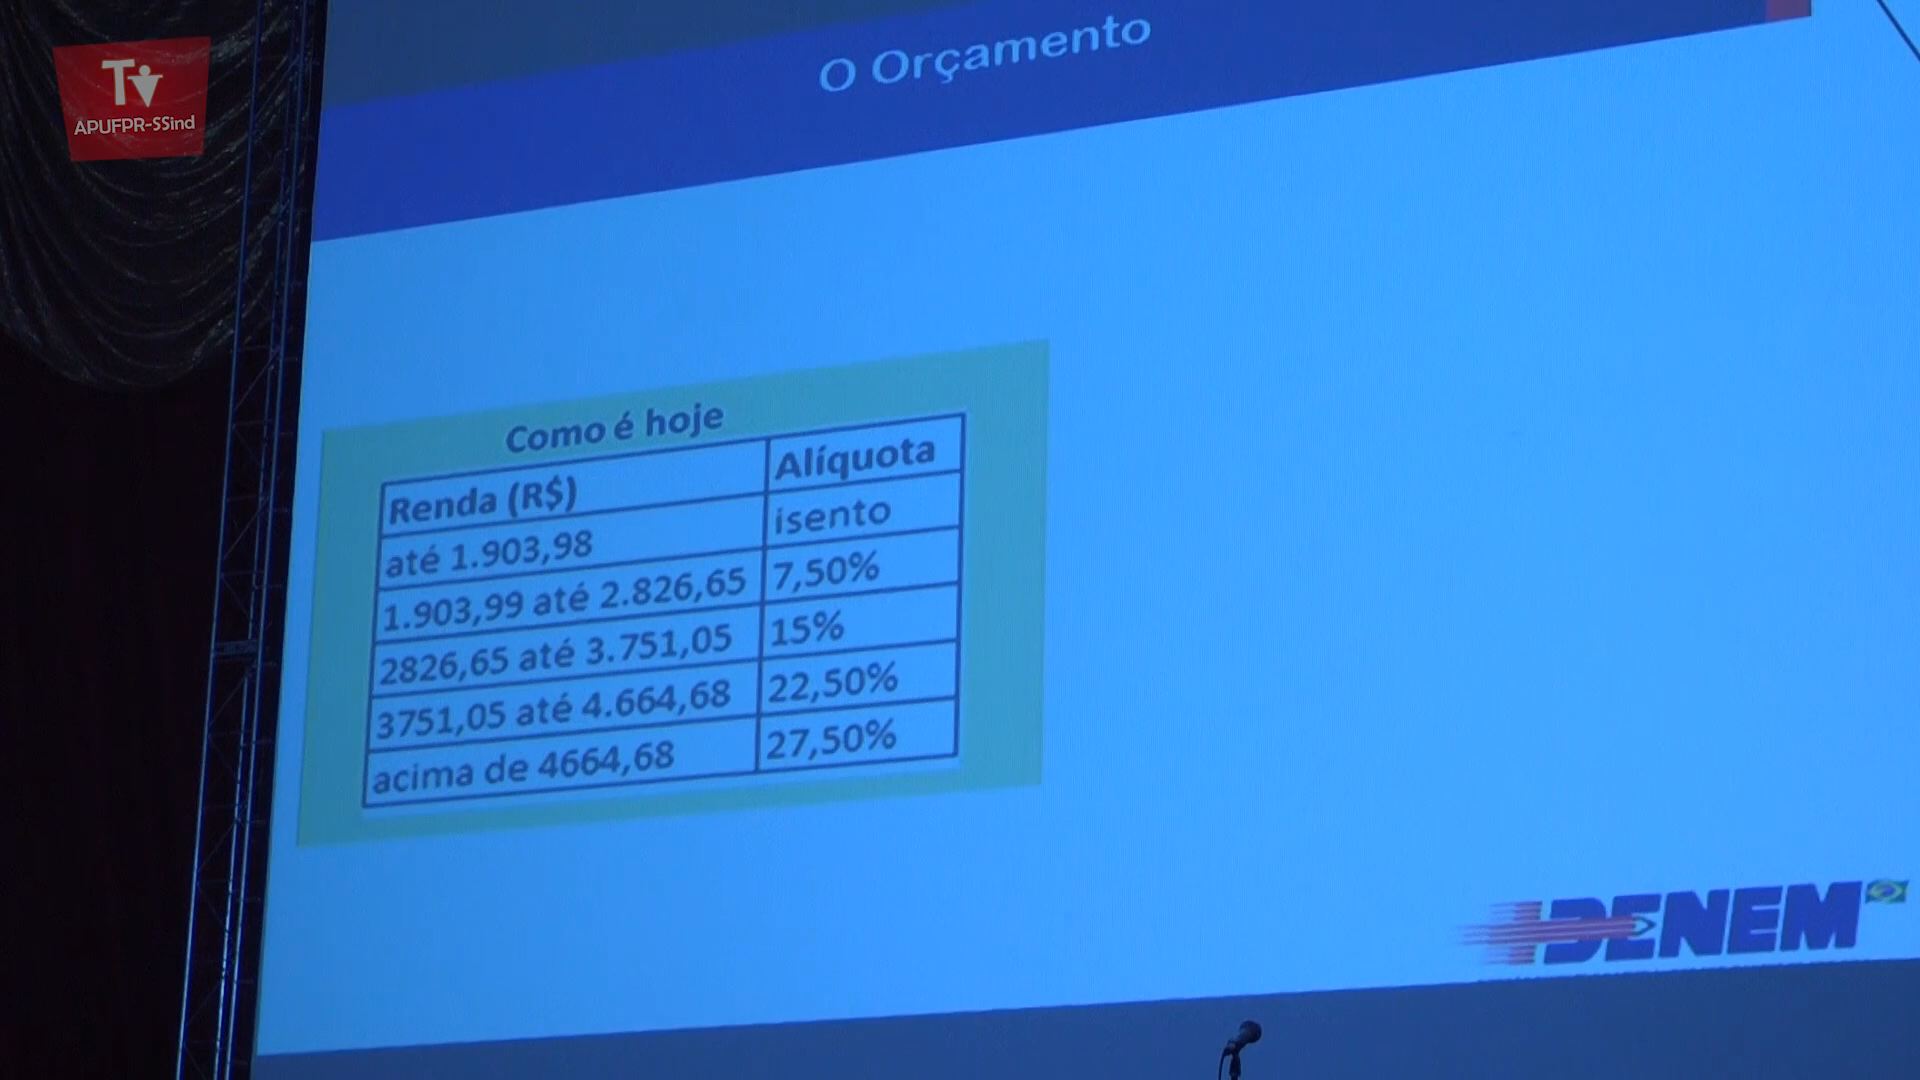 TV
APUFPR-SSind
O Orçamento
Como é hoje
Renda (R$) Alíquota
até 1.903,98 isento
1.903,99 até 2.826,65 7,50%
2826,65 até 3.751,05 15%
3751,05 até 4.664,68 22,50%
acima de 4664,68 27,50%
DENEM